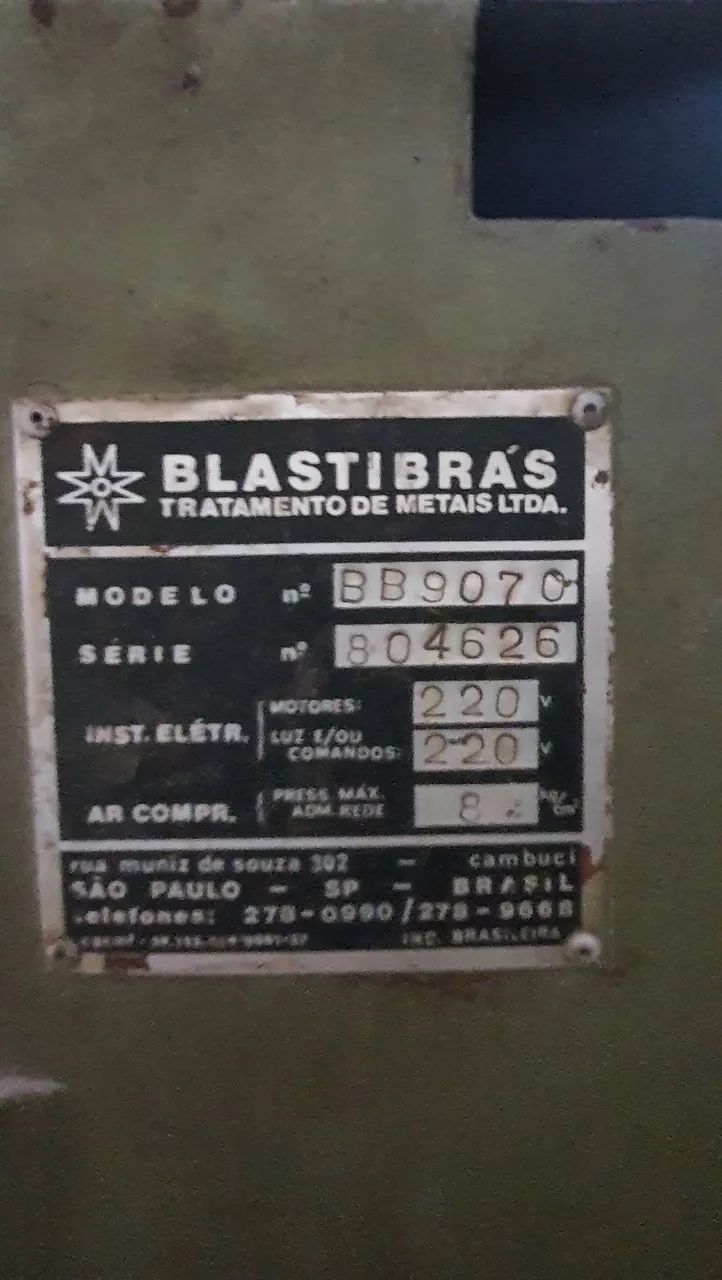 BLASTIBRÁS
TRATAMENTO DE METAIS LTDA.
MODELO nº BB9070
SÉRIE nº 804626
INST. ELÉTR. MOTORES: 220 V
LUZ E/OU COMANDOS: 220 V
AR COMPR. PRESS. MÁX. ADM. REDE 8 kg/cm²
rua muniz de souza 302 — cambuci
SÃO PAULO — SP — BRASIL
telefones: 278-0990/278-9668
IND. BRASILEIRA